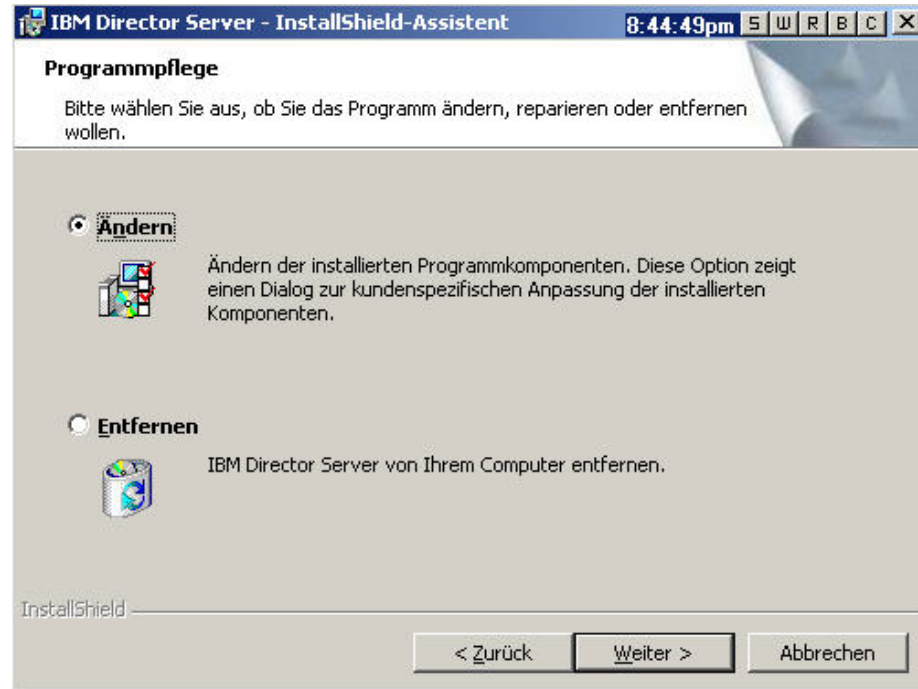 IBM Director Server - InstallShield-Assistent 8:44:49pm S W R B C X
Programmpflege
Bitte wählen Sie aus, ob Sie das Programm ändern, reparieren oder entfernen
wollen.
Ändern
Ändern der installierten Programmkomponenten. Diese Option zeigt
einen Dialog zur kundenspezifischen Anpassung der installierten
Komponenten.
Entfernen
IBM Director Server von Ihrem Computer entfernen.
InstallShield
< Zurück Weiter > Abbrechen